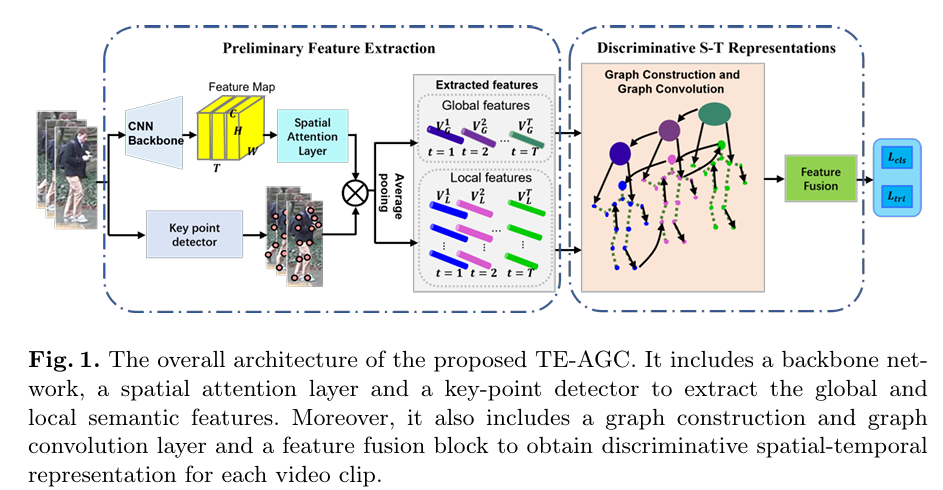 Preliminary Feature Extraction
Discriminative S-T Representations
CNN
Backbone
Feature Map
C
H
W
T
Spatial
Attention
Layer
Key point
detector
Average
pooling
Extracted features
Global features
V_G^1 V_G^2 ... V_G^T
t = 1 t = 2 t = T
Local features
V_L^1 V_L^2 V_L^T
...
⋮ ⋮ ⋮
t = 1 t = 2 t = T
Graph Construction and
Graph Convolution
Feature
Fusion
L_cls
L_tri
Fig. 1. The overall architecture of the proposed TE-AGC. It includes a backbone net-
work, a spatial attention layer and a key-point detector to extract the global and
local semantic features. Moreover, it also includes a graph construction and graph
convolution layer and a feature fusion block to obtain discriminative spatial-temporal
representation for each video clip.